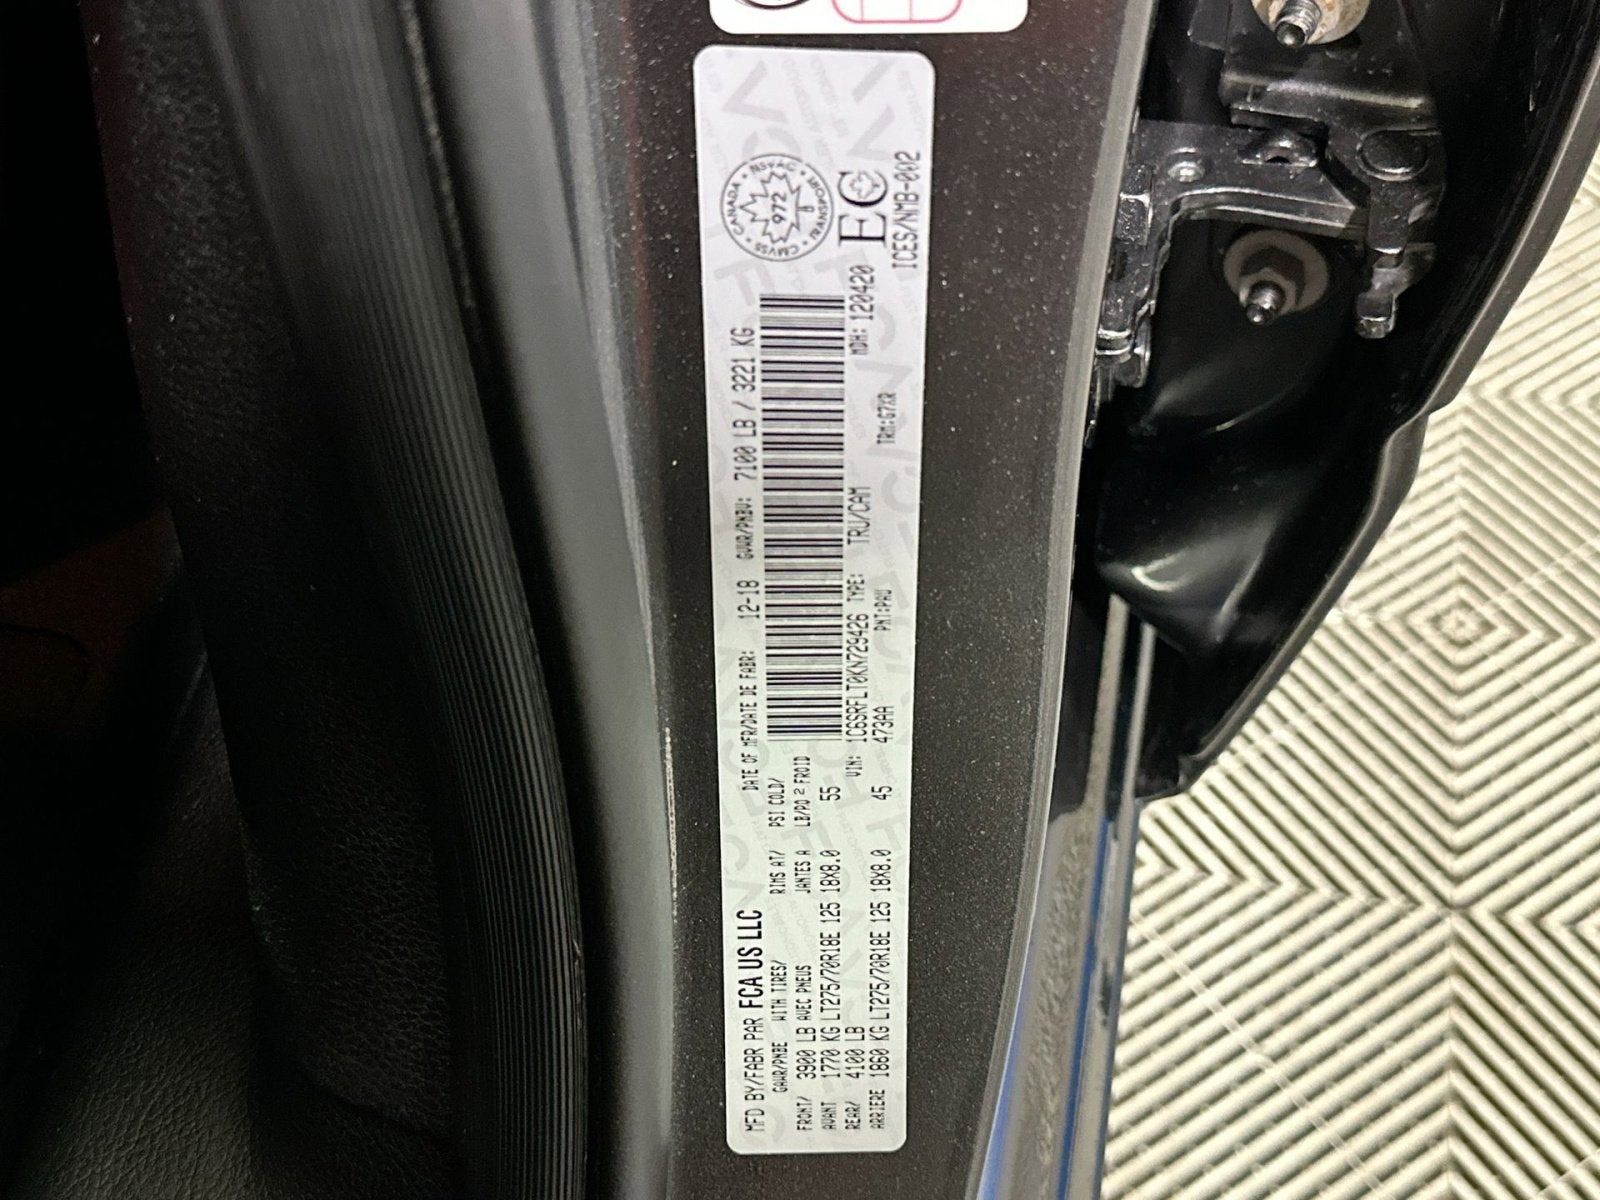 MFD BY/FABR PAR FCA US LLC
DATE OF MFR/DATE DE FABR: 12-18
GVWR/PNBV: 7100 LB / 3221 KG
GAWR/PNBE WITH TIRES/ RIMS AT/ PSI COLD/
FRONT/ 3900 LB AVEC PNEUS JANTES A LB/PO² FROID
AVANT 1770 KG LT275/70R18E 125 18X8.0 55
REAR/ 4100 LB
ARRIERE 1860 KG LT275/70R18E 125 18X8.0 45
VIN: 1C6SRFLT0KN729426 TYPE: TRU/CAM MDH: 120420
473AA PNT:PAU TRM:G7XR
CANADA • NSVAC • TRANSPORT • CMVSS
972
EC
ICES/NMB-002